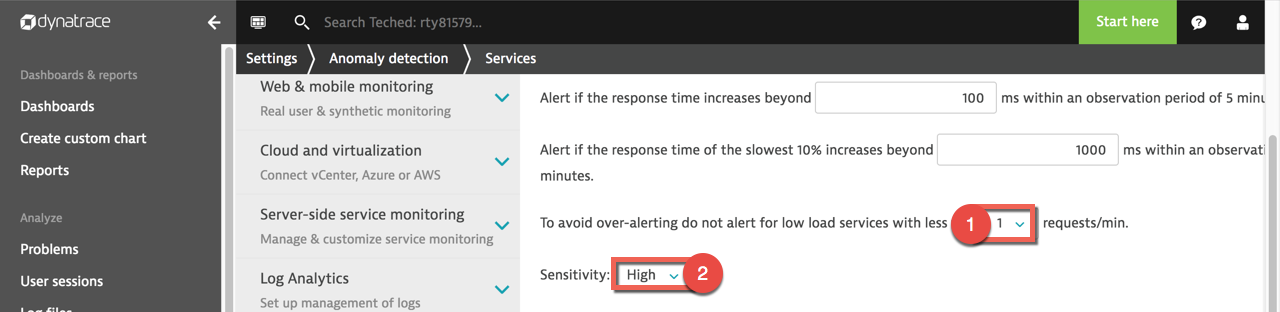 dynatrace
Search Teched: rty81579...
Start here
Settings
Anomaly detection
Services
Dashboards & reports
Dashboards
Create custom chart
Reports
Analyze
Problems
User sessions
Log files
Web & mobile monitoring
Real user & synthetic monitoring
Cloud and virtualization
Connect vCenter, Azure or AWS
Server-side service monitoring
Manage & customize service monitoring
Log Analytics
Set up management of logs
Alert if the response time increases beyond 100 ms within an observation period of 5 minu
Alert if the response time of the slowest 10% increases beyond 1000 ms within an observati
minutes.
To avoid over-alerting do not alert for low load services with less 1 1 requests/min.
Sensitivity: High 2